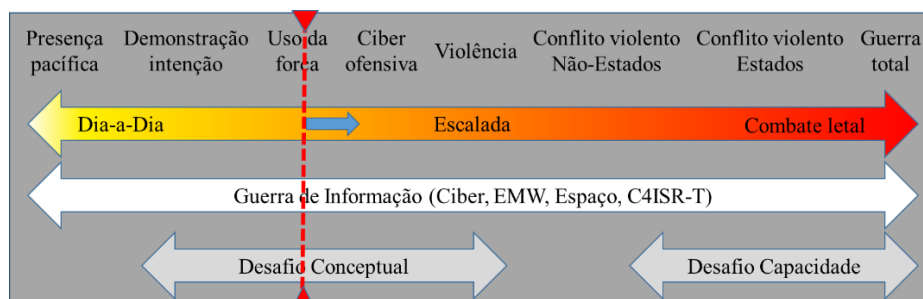 Presença pacífica
Demonstração intenção
Uso da força
Ciber ofensiva
Violência
Conflito violento Não-Estados
Conflito violento Estados
Guerra total
Dia-a-Dia
Escalada
Combate letal
Guerra de Informação (Ciber, EMW, Espaço, C4ISR-T)
Desafio Conceptual
Desafio Capacidade